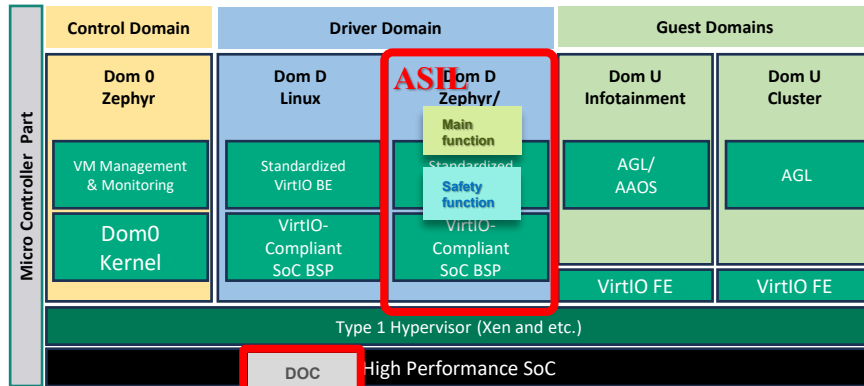 Micro Controller Part
Control Domain
Driver Domain
Guest Domains
Dom 0
Zephyr
Dom D
Linux
ASIL
Dom D
Zephyr/
Dom U
Infotainment
Dom U
Cluster
Main
function
VM Management
& Monitoring
Standardized
VirtIO BE
Standardized
Safety
function
AGL/
AAOS
AGL
Dom0
Kernel
VirtIO-
Compliant
SoC BSP
VirtIO-
Compliant
SoC BSP
VirtIO FE
VirtIO FE
Type 1 Hypervisor (Xen and etc.)
DOC
High Performance SoC